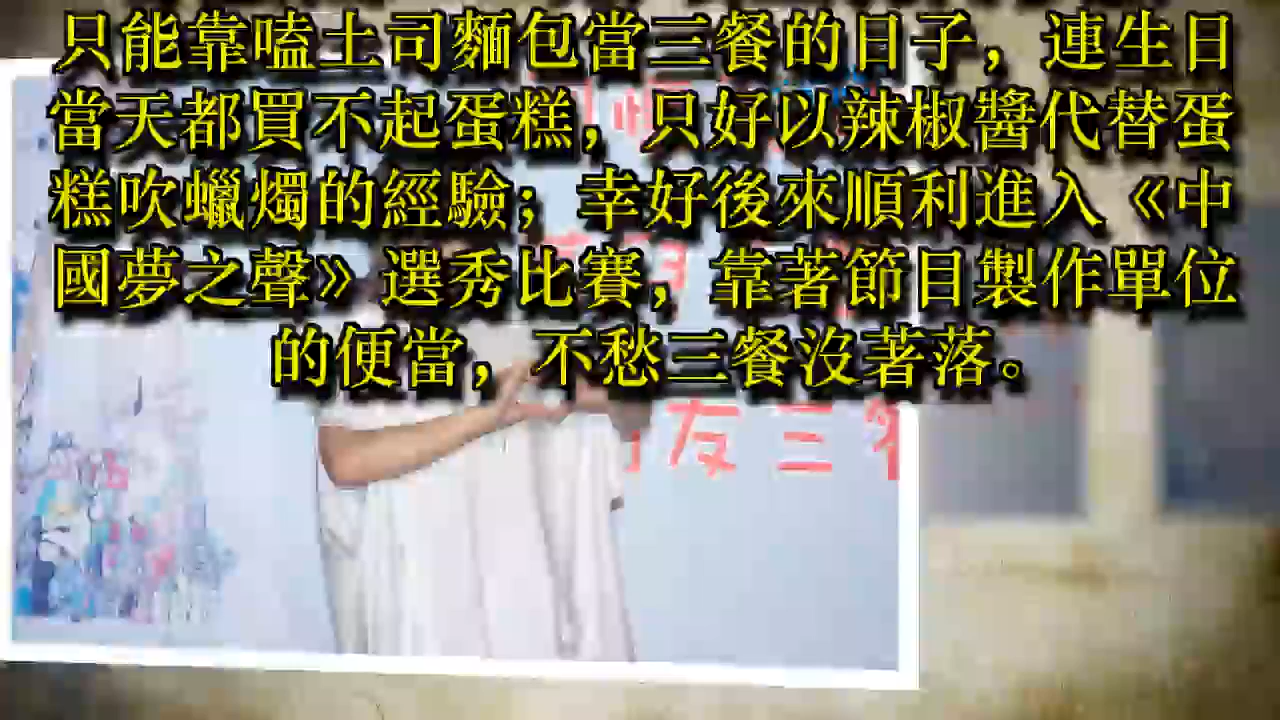 只能靠嗑土司麵包當三餐的日子，連生日
當天都買不起蛋糕，只好以辣椒醬代替蛋
糕吹蠟燭的經驗；幸好後來順利進入《中
國夢之聲》選秀比賽，靠著節目製作單位
的便當，不愁三餐沒著落。
友三